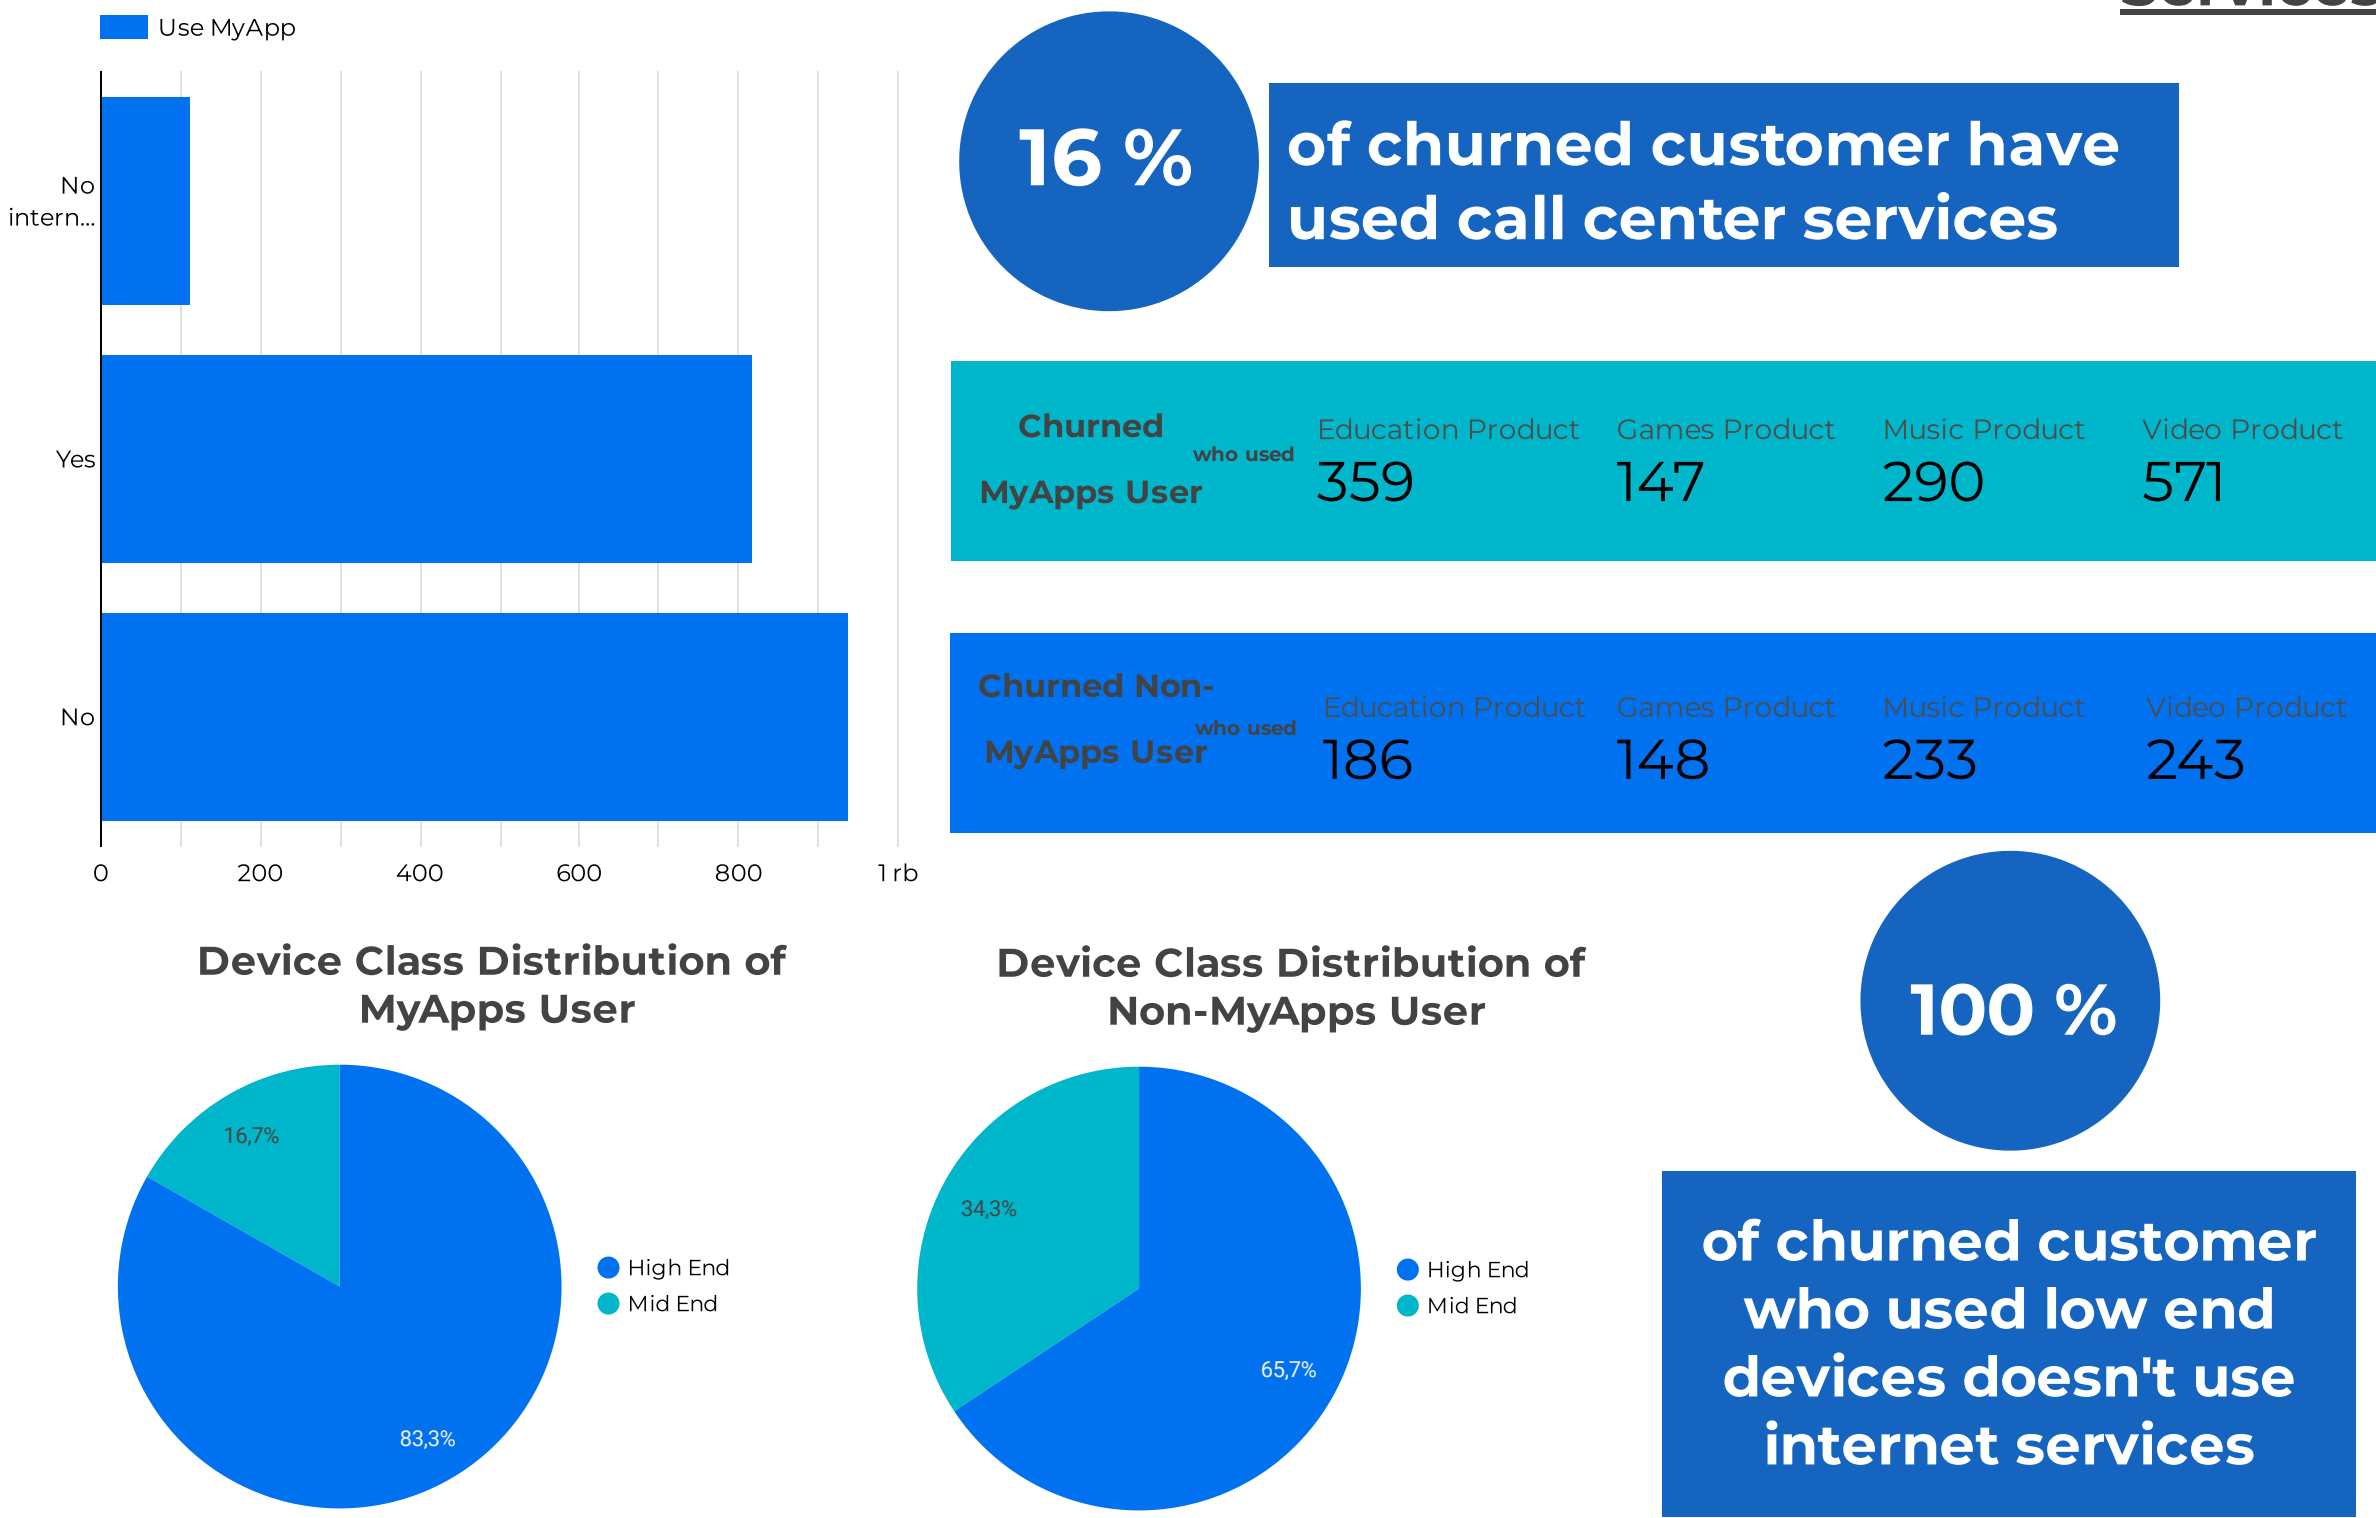 Services
Use MyApp
No
intern...
Yes
No
0
200
400
600
800
1 rb
16 %
of churned customer have
used call center services
Churned
MyApps User
who used
Education Product
359
Games Product
147
Music Product
290
Video Product
571
Churned Non-
MyApps User
who used
Education Product
186
Games Product
148
Music Product
233
Video Product
243
Device Class Distribution of
MyApps User
16,7%
83,3%
High End
Mid End
Device Class Distribution of
Non-MyApps User
34,3%
65,7%
High End
Mid End
100 %
of churned customer
who used low end
devices doesn't use
internet services